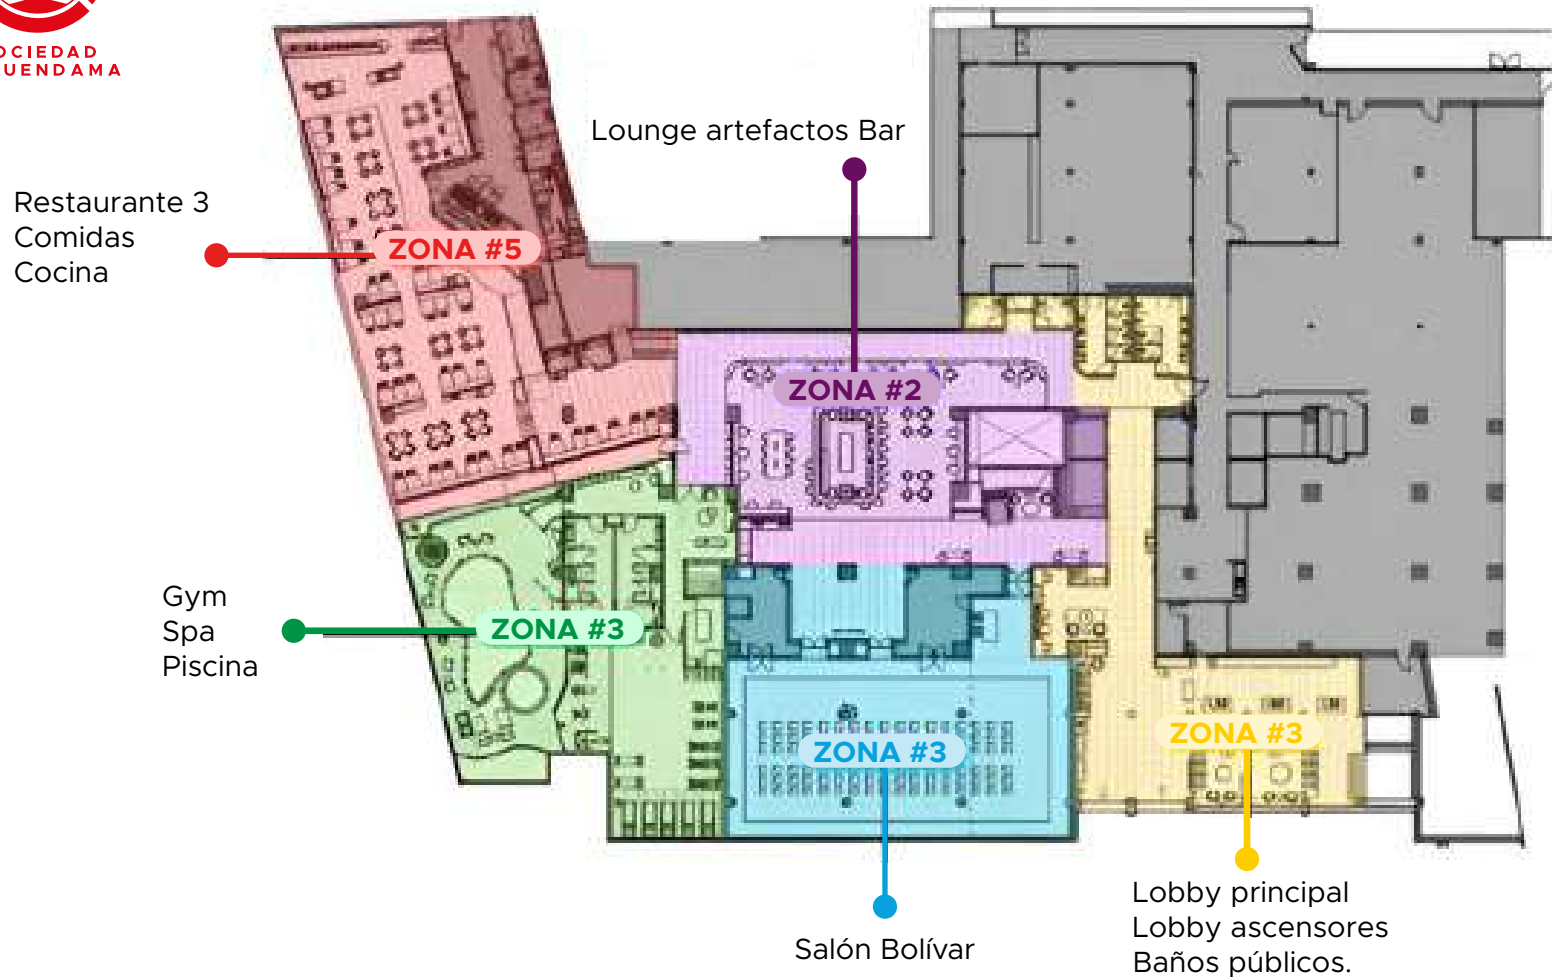 OCIEDAD
UENDAMA
Lounge artefactos Bar
Restaurante 3
Comidas
Cocina
ZONA #5
ZONA #2
Gym
Spa
Piscina
ZONA #3
ZONA #3
ZONA #3
Salón Bolívar
Lobby principal
Lobby ascensores
Baños públicos.